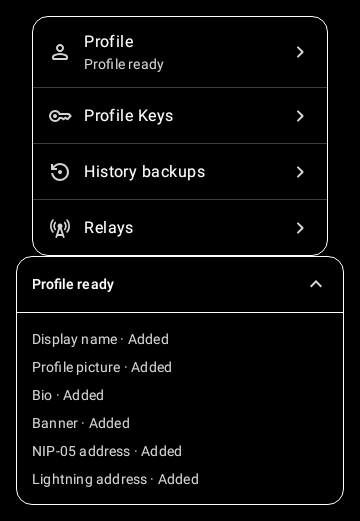 Profile
Profile ready
Profile Keys
History backups
Relays
Profile ready
Display name · Added
Profile picture · Added
Bio · Added
Banner · Added
NIP-05 address · Added
Lightning address · Added